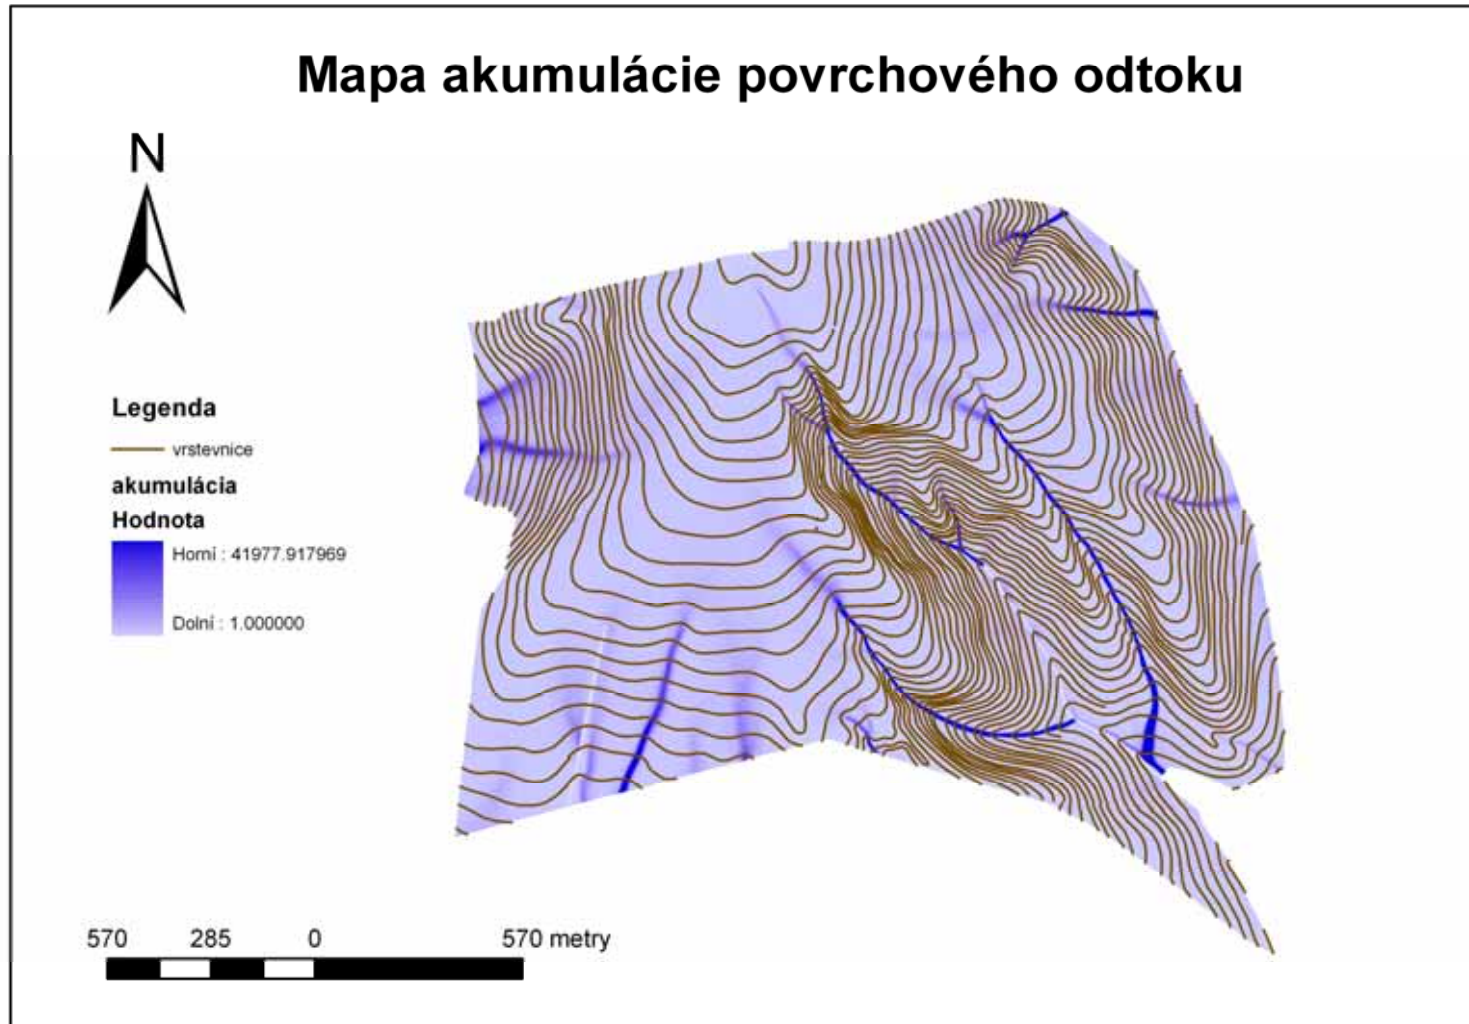 Mapa akumulácie povrchového odtoku
N
Legenda
vrstevnice
akumulácia
Hodnota
Horní : 41977.917969
Dolní : 1.000000
570 285 0 570 metry